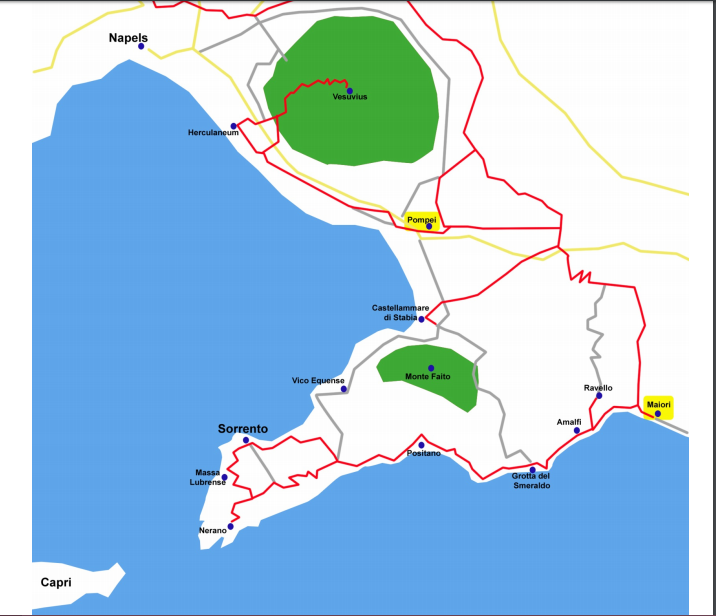 Napels
Vesuvius
Herculaneum
Pompei
Castellammare
di Stabia
Monte Faito
Vico Equense
Ravello
Maiori
Amalfi
Sorrento
Positano
Massa
Lubrense
Grotta del
Smeraldo
Nerano
Capri